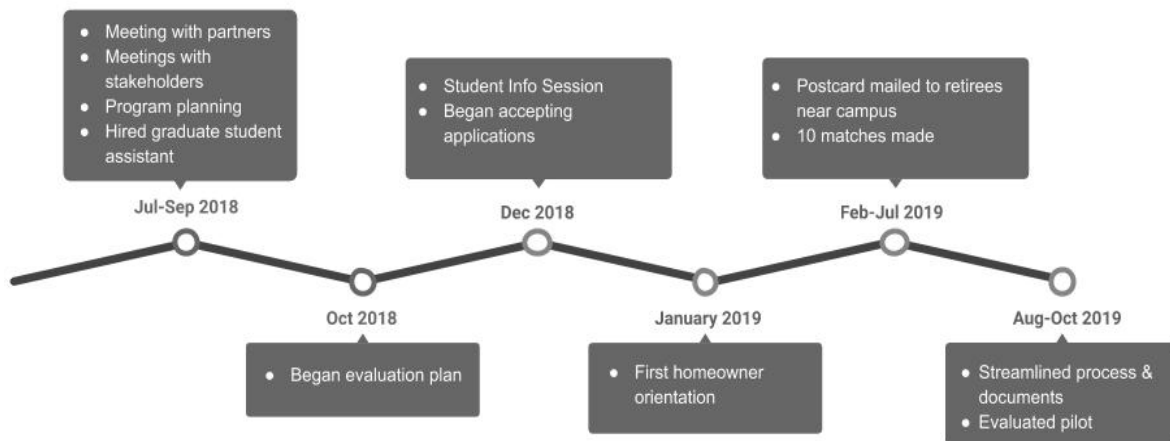 Meeting with partners
Meetings with
stakeholders
Program planning
Hired graduate student
assistant
Jul-Sep 2018
Oct 2018
Began evaluation plan
Student Info Session
Began accepting
applications
Dec 2018
January 2019
First homeowner
orientation
Postcard mailed to retirees
near campus
10 matches made
Feb-Jul 2019
Aug-Oct 2019
Streamlined process &
documents
Evaluated pilot